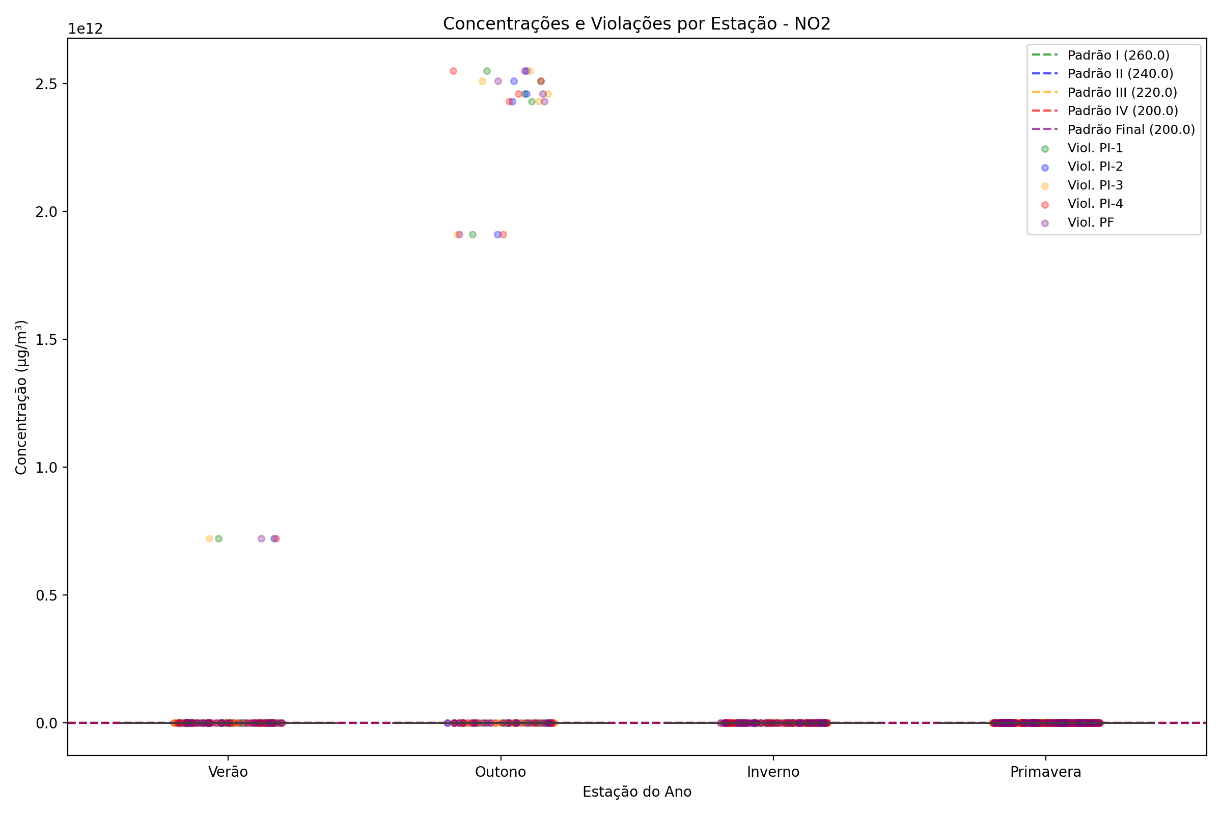 Concentrações e Violações por Estação - NO2
1e12
2.5
2.0
1.5
1.0
0.5
0.0
Concentração (μg/m³)
Padrão I (260.0)
Padrão II (240.0)
Padrão III (220.0)
Padrão IV (200.0)
Padrão Final (200.0)
Viol. PI-1
Viol. PI-2
Viol. PI-3
Viol. PI-4
Viol. PF
Verão
Outono
Inverno
Primavera
Estação do Ano